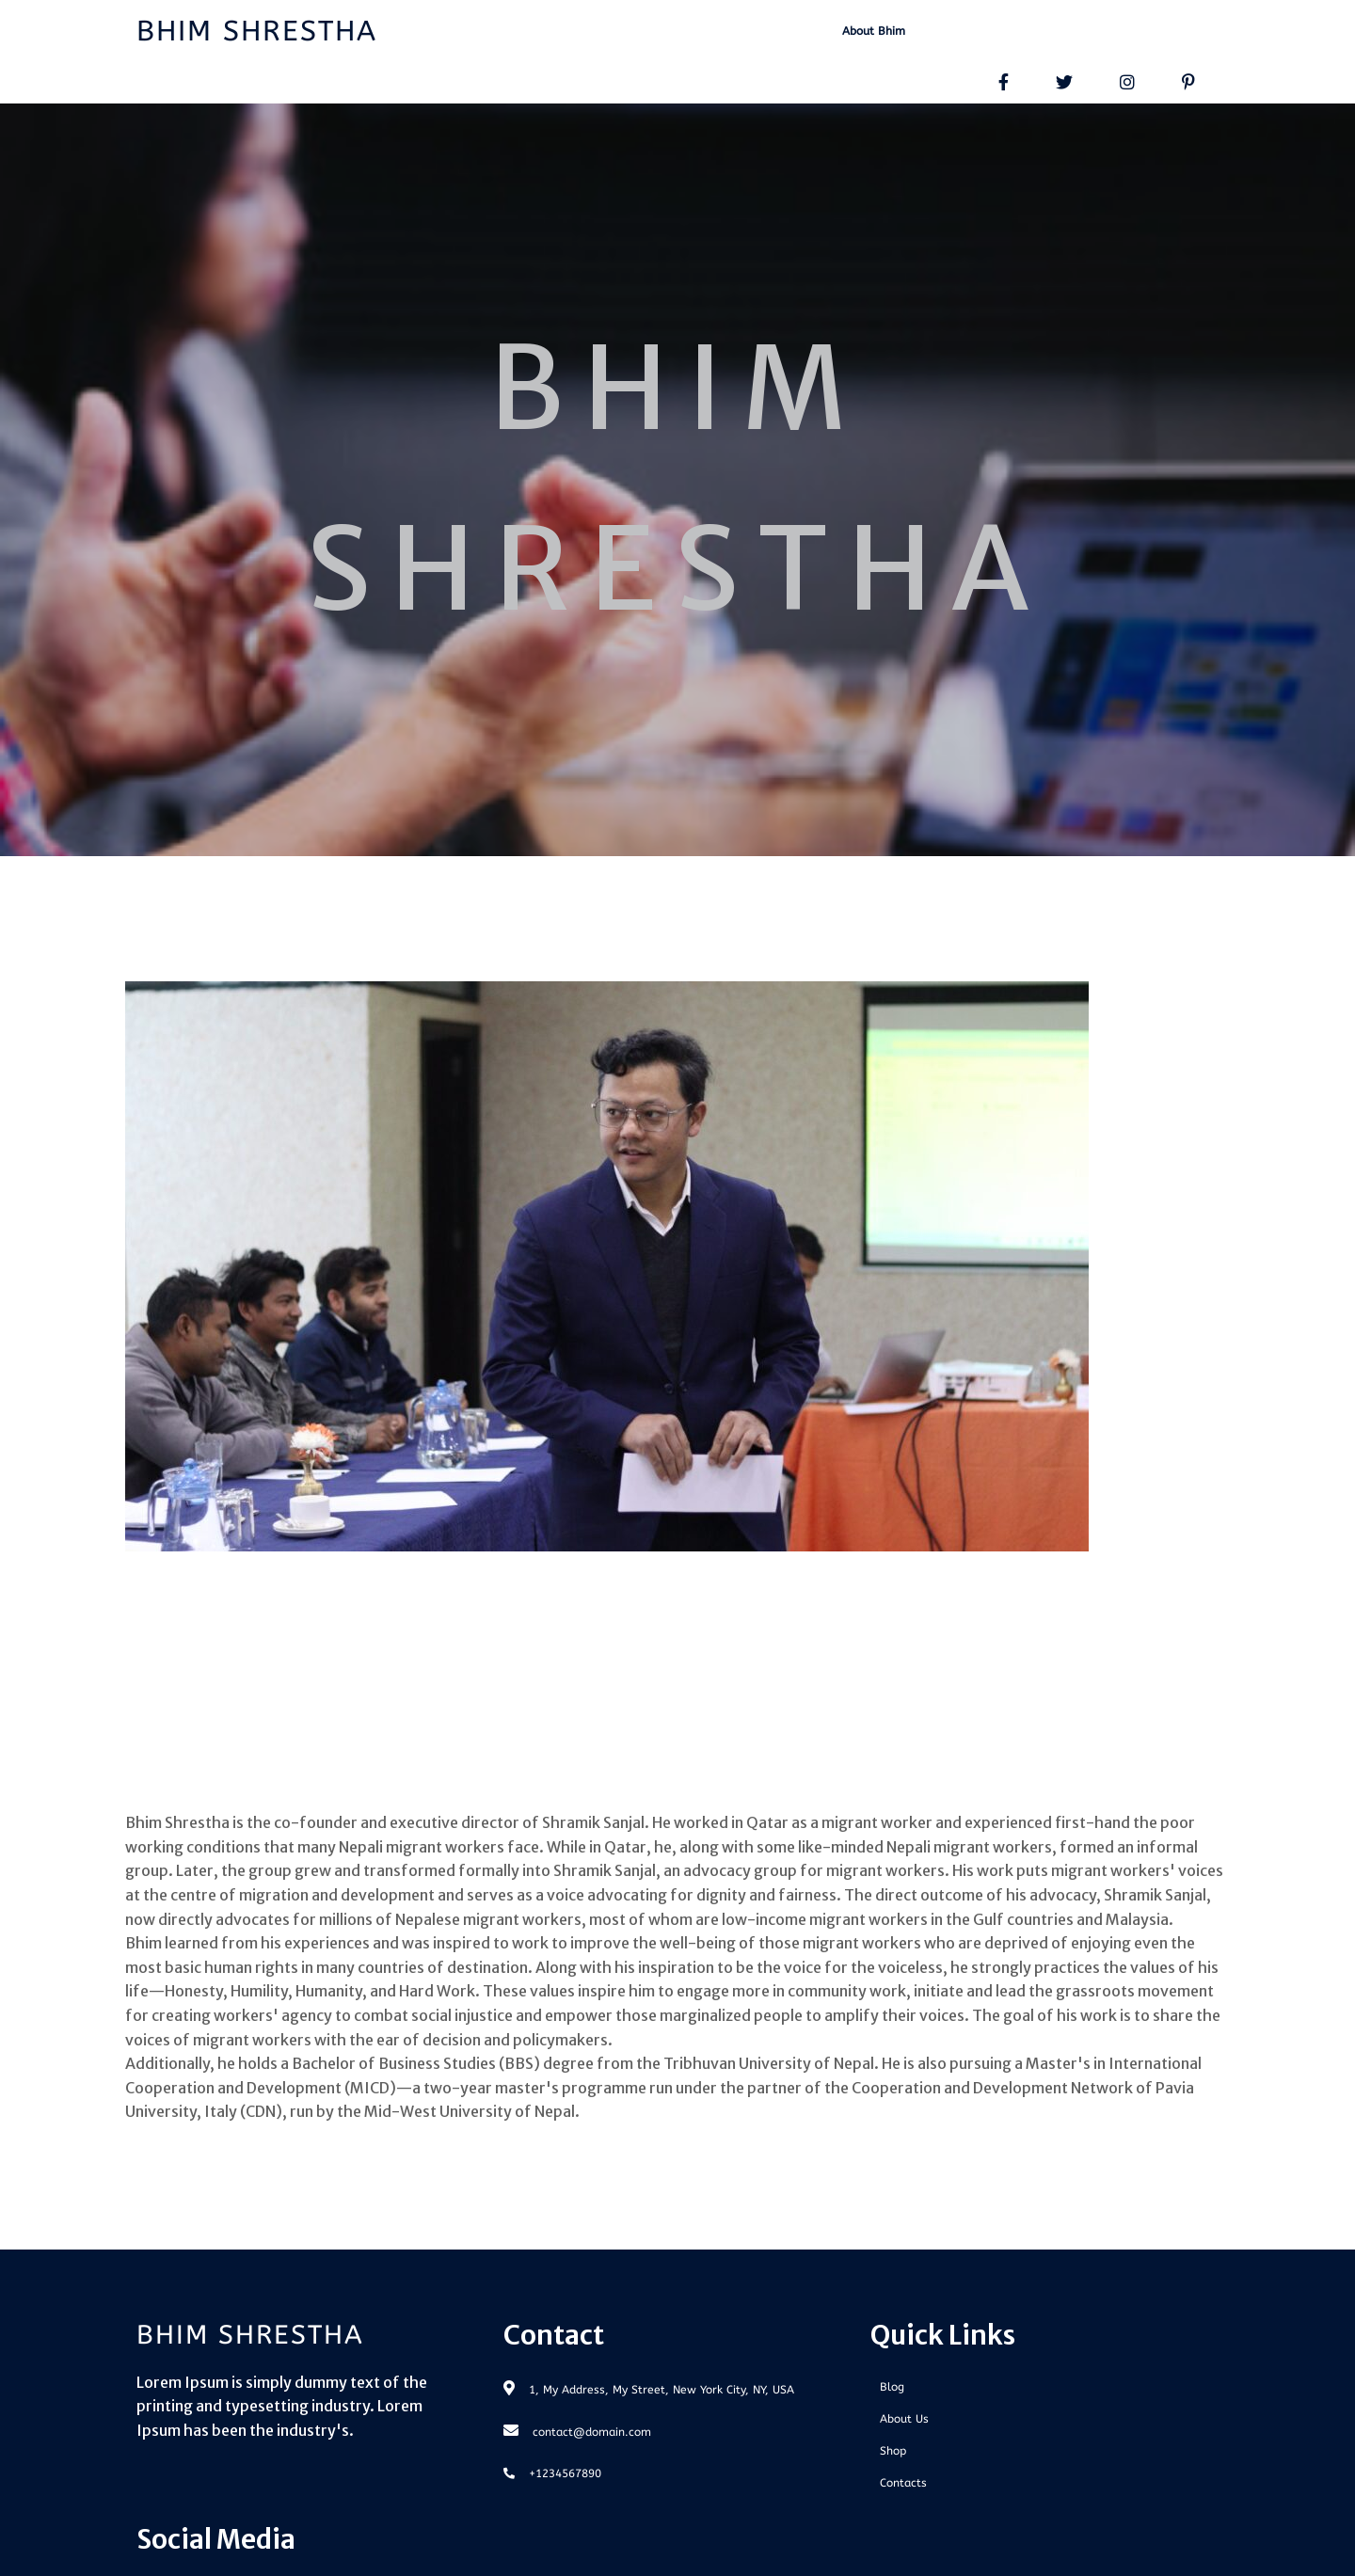 BHIM SHRESTHA
About Bhim
BHIM
SHRESTHA
Bhim Shrestha is the co-founder and executive director of Shramik Sanjal. He worked in Qatar as a migrant worker and experienced first-hand the poor
working conditions that many Nepali migrant workers face. While in Qatar, he, along with some like-minded Nepali migrant workers, formed an informal
group. Later, the group grew and transformed formally into Shramik Sanjal, an advocacy group for migrant workers. His work puts migrant workers' voices
at the centre of migration and development and serves as a voice advocating for dignity and fairness. The direct outcome of his advocacy, Shramik Sanjal,
now directly advocates for millions of Nepalese migrant workers, most of whom are low-income migrant workers in the Gulf countries and Malaysia.
Bhim learned from his experiences and was inspired to work to improve the well-being of those migrant workers who are deprived of enjoying even the
most basic human rights in many countries of destination. Along with his inspiration to be the voice for the voiceless, he strongly practices the values of his
life—Honesty, Humility, Humanity, and Hard Work. These values inspire him to engage more in community work, initiate and lead the grassroots movement
for creating workers' agency to combat social injustice and empower those marginalized people to amplify their voices. The goal of his work is to share the
voices of migrant workers with the ear of decision and policymakers.
Additionally, he holds a Bachelor of Business Studies (BBS) degree from the Tribhuvan University of Nepal. He is also pursuing a Master's in International
Cooperation and Development (MICD)—a two-year master's programme run under the partner of the Cooperation and Development Network of Pavia
University, Italy (CDN), run by the Mid-West University of Nepal.
BHIM SHRESTHA
Lorem Ipsum is simply dummy text of the
printing and typesetting industry. Lorem
Ipsum has been the industry's.
Contact
1, My Address, My Street, New York City, NY, USA
contact@domain.com
+1234567890
Quick Links
Blog
About Us
Shop
Contacts
Social Media